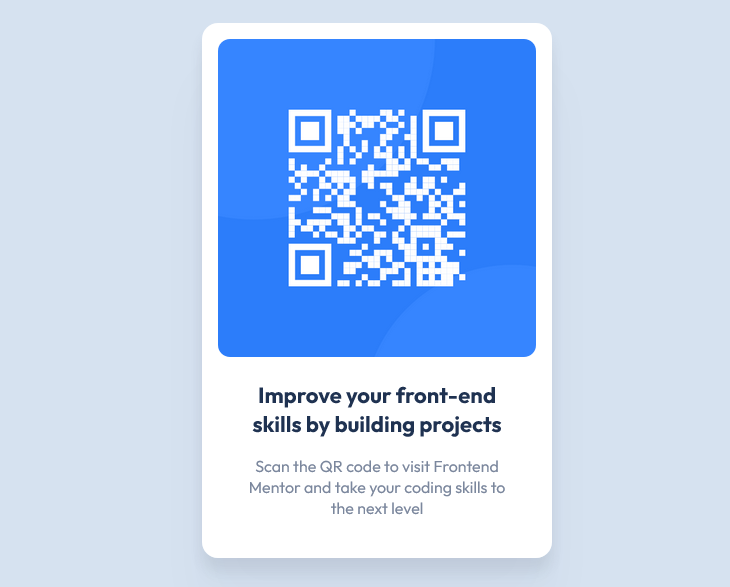 Improve your front-end
skills by building projects
Scan the QR code to visit Frontend
Mentor and take your coding skills to
the next level